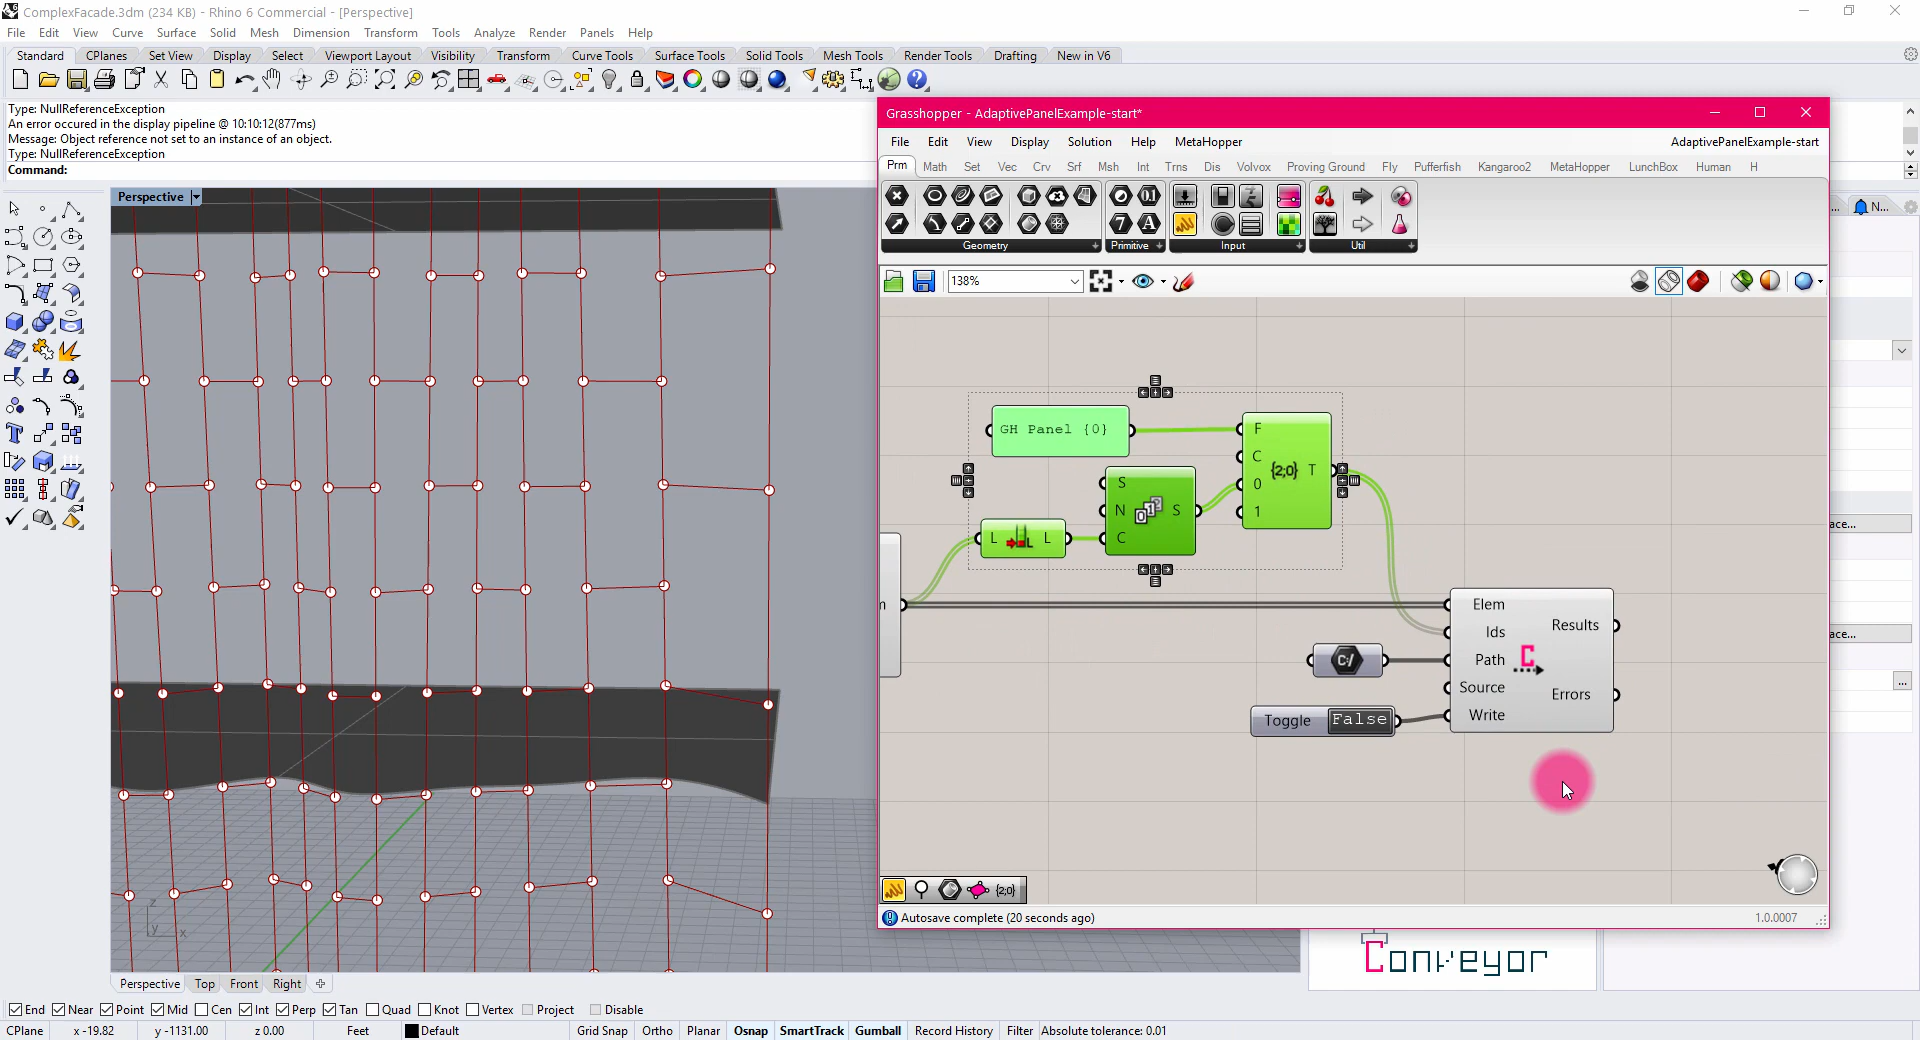 ComplexFacade.3dm (234 KB) - Rhino 6 Commercial - [Perspective]
File Edit View Curve Surface Solid Mesh Dimension Transform Tools Analyze Render Panels Help
Standard CPlanes Set View Display Select Viewport Layout Visibility Transform Curve Tools Surface Tools Solid Tools Mesh Tools Render Tools Drafting New in V6
Type: NullReferenceException
An error occured in the display pipeline @ 10:10:12(877ms)
Message: Object reference not set to an instance of an object.
Type: NullReferenceException
Command:
Perspective
Grasshopper - AdaptivePanelExample-start*
File Edit View Display Solution Help MetaHopper AdaptivePanelExample-start
Prm Math Set Vec Crv Srf Msh Int Trns Dis Volvox Proving Ground Fly Pufferfish Kangaroo2 MetaHopper LunchBox Human H
Geometry Primitive Input Util
138%
... N...
GH Panel {0}
F
C
0
1
{2;0} T
S
N
C
S
L L
Elem
Ids
Path
Source
Write
Results
Errors
C:/
Toggle False
ace...
ace...
...
{2;0}
Autosave complete (20 seconds ago) 1.0.0007
Conveyor
z
y x
Perspective Top Front Right
End Near Point Mid Cen Int Perp Tan Quad Knot Vertex Project Disable
CPlane x -19.82 y -1131.00 z 0.00 Feet Default Grid Snap Ortho Planar Osnap SmartTrack Gumball Record History Filter Absolute tolerance: 0.01